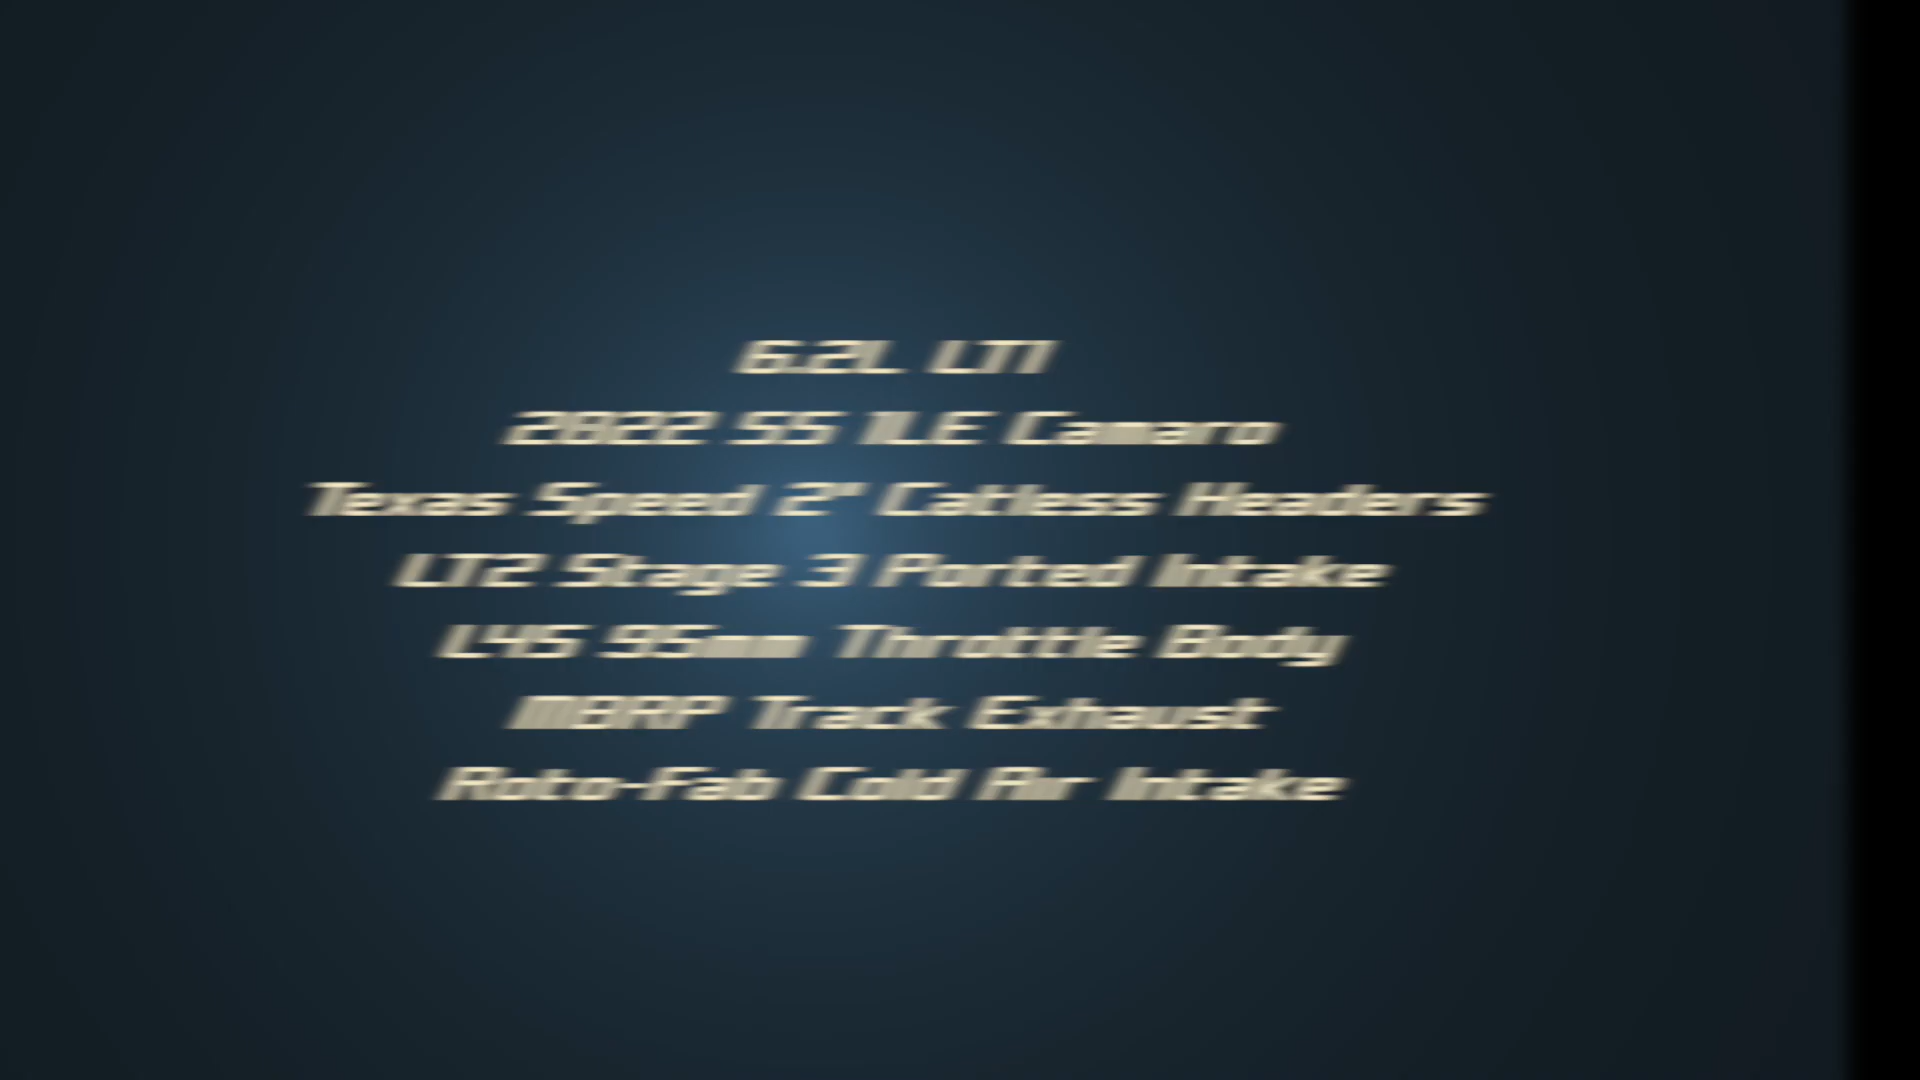 6.2L LT1
2022 SS 1LE Camaro
Texas Speed 2" Catless Headers
LT2 Stage 3 Ported Intake
L45 95mm Throttle Body
MBRP Track Exhaust
Roto-Fab Cold Air Intake